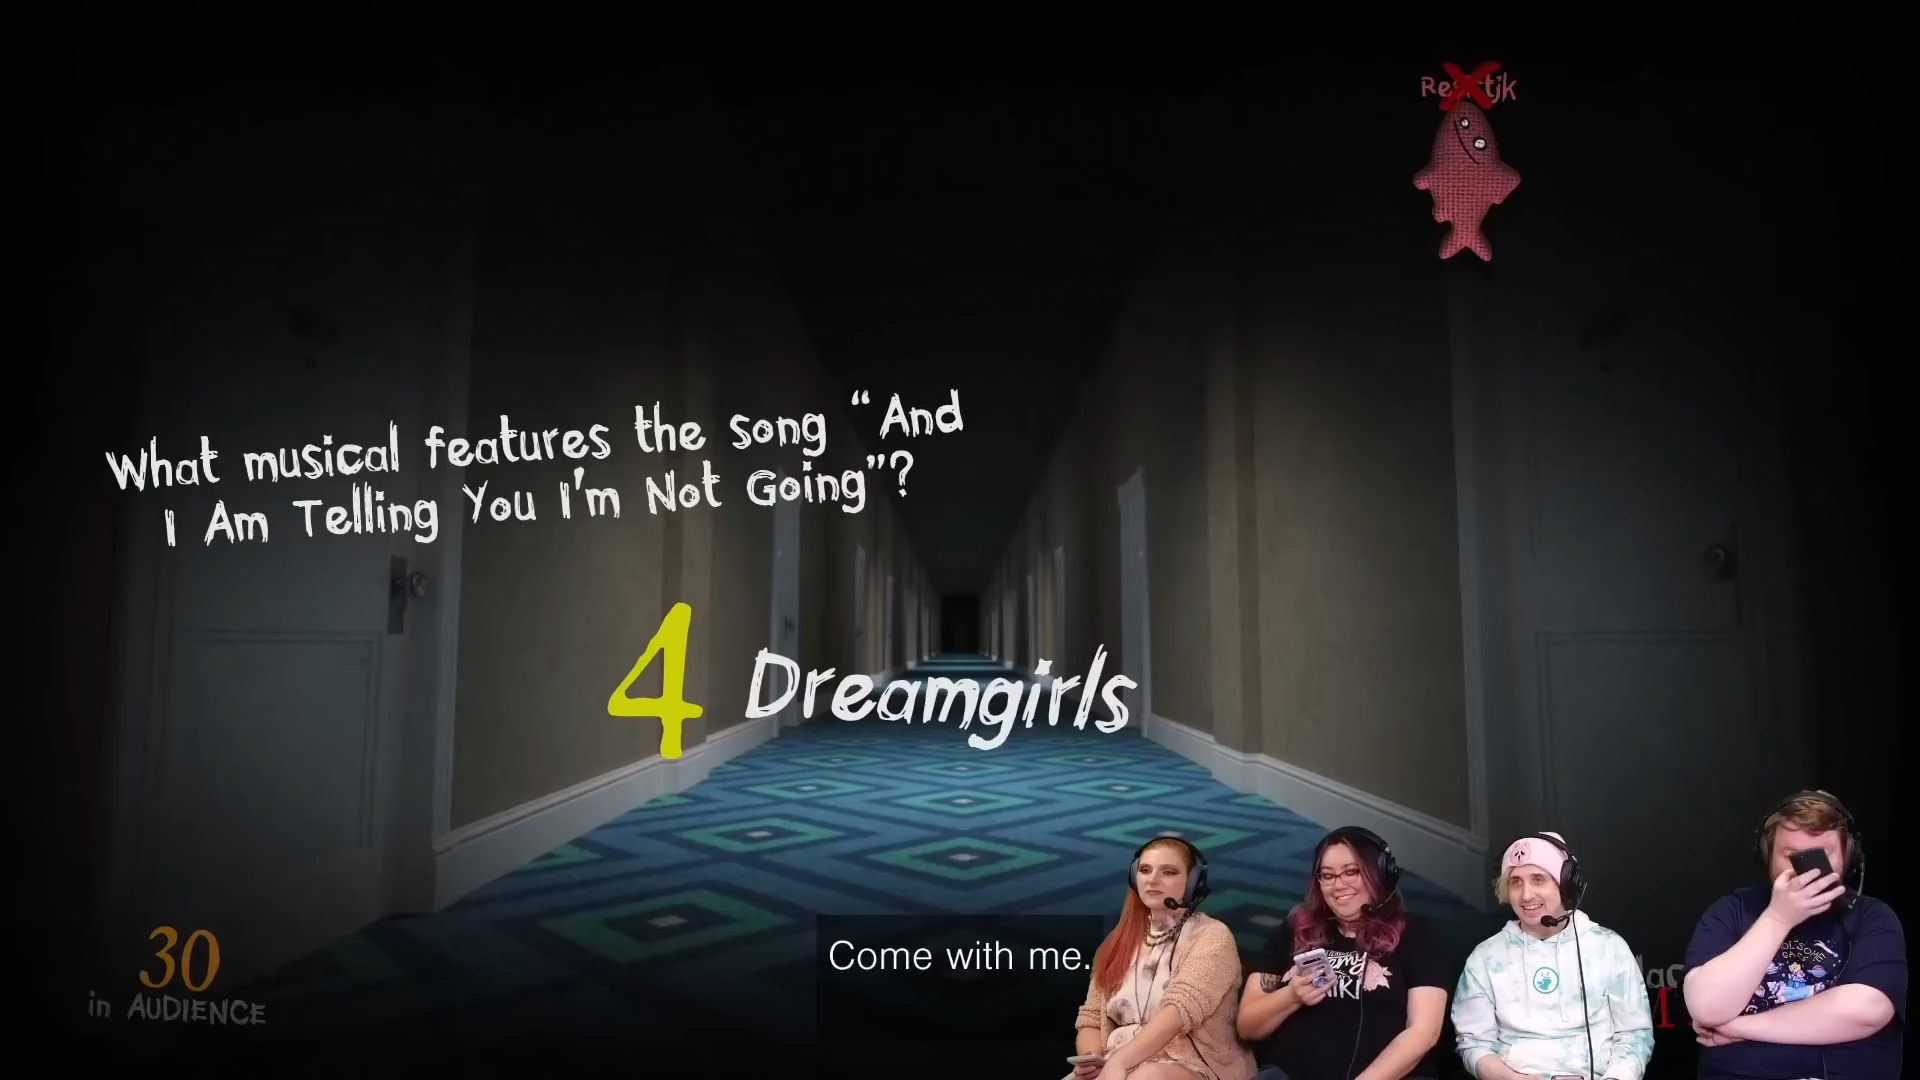 What musical features the song “And
I Am Telling You I'm Not Going”?
4 Dreamgirls
Come with me.
30
in AUDIENCE